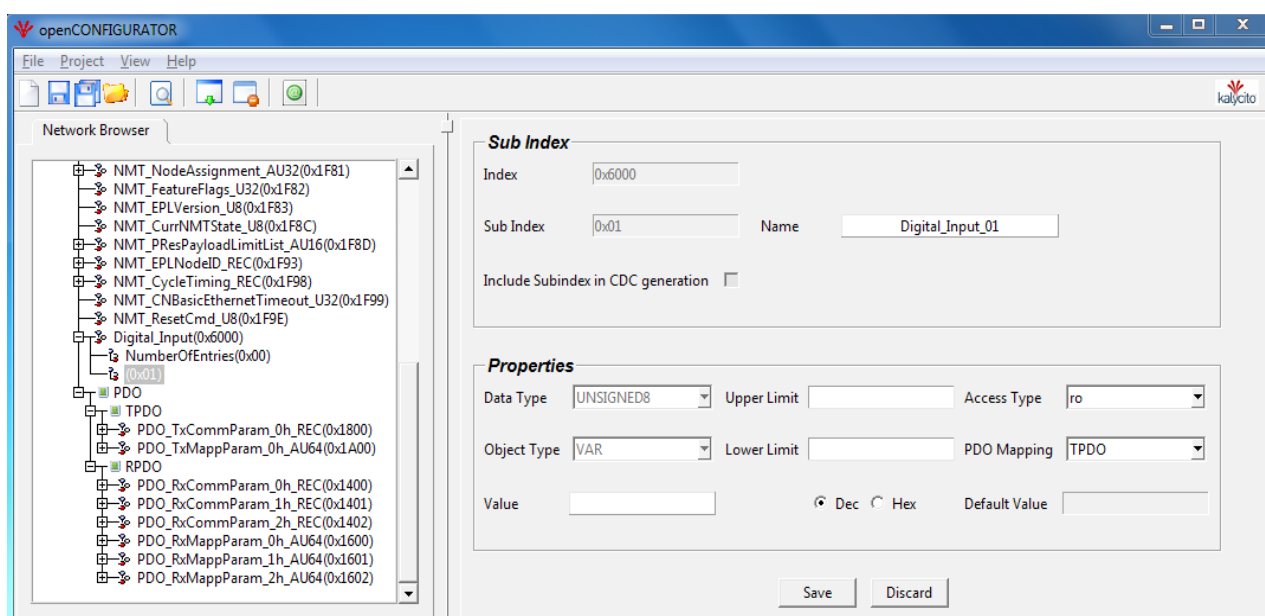 openCONFIGURATOR
File Project View Help
kalycito
Network Browser
NMT_NodeAssignment_AU32(0x1F81)
NMT_FeatureFlags_U32(0x1F82)
NMT_EPLVersion_U8(0x1F83)
NMT_CurrNMTState_U8(0x1F8C)
NMT_PResPayloadLimitList_AU16(0x1F8D)
NMT_EPLNodeID_REC(0x1F93)
NMT_CycleTiming_REC(0x1F98)
NMT_CNBasicEthernetTimeout_U32(0x1F99)
NMT_ResetCmd_U8(0x1F9E)
Digital_Input(0x6000)
NumberOfEntries(0x00)
(0x01)
PDO
TPDO
PDO_TxCommParam_0h_REC(0x1800)
PDO_TxMappParam_0h_AU64(0x1A00)
RPDO
PDO_RxCommParam_0h_REC(0x1400)
PDO_RxCommParam_1h_REC(0x1401)
PDO_RxCommParam_2h_REC(0x1402)
PDO_RxMappParam_0h_AU64(0x1600)
PDO_RxMappParam_1h_AU64(0x1601)
PDO_RxMappParam_2h_AU64(0x1602)
Sub Index
Index 0x6000
Sub Index 0x01 Name Digital_Input_01
Include Subindex in CDC generation
Properties
Data Type UNSIGNED8 Upper Limit Access Type ro
Object Type VAR Lower Limit PDO Mapping TPDO
Value Dec Hex Default Value
Save Discard